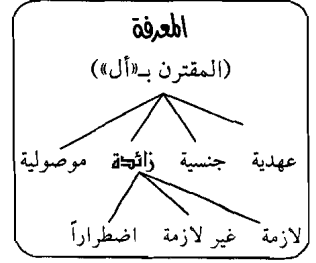 المعرفة
(المقترن بـ«أل»)
عهدية جنسية زائدة موصولية
لازمة غير لازمة اضطراراً